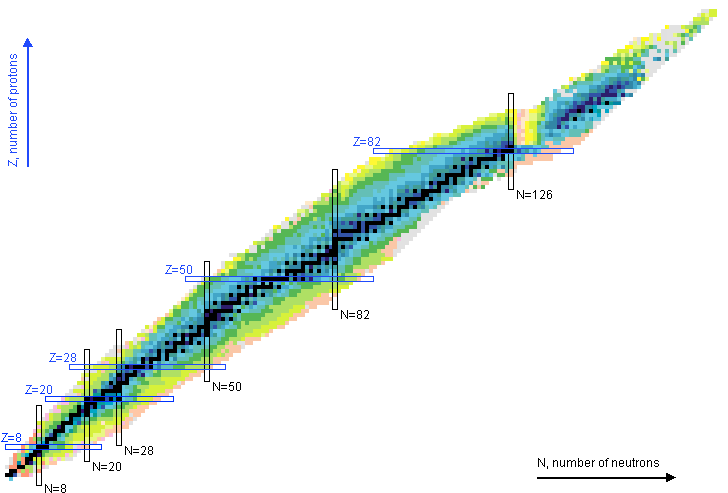 Z, number of protons
Z=82
N=126
Z=50
N=82
Z=28
N=50
Z=20
N=28
Z=8
N=20
N=8
N, number of neutrons